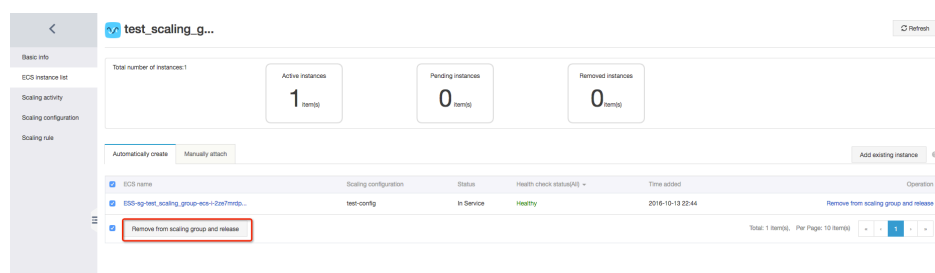 test_scaling_g...
Refresh
Basic info
ECS instance list
Scaling activity
Scaling configuration
Scaling rule
Total number of instances:1
Active instances
1 item(s)
Pending instances
0 item(s)
Removed instances
0 item(s)
Automatically create
Manually attach
Add existing instance
ECS name Scaling configuration Status Health check status(All) Time added Operation
ESS-sg-test_scaling_group-ecs-i-2ze7mrdp... test-config In Service Healthy 2016-10-13 22:44 Remove from scaling group and release
Remove from scaling group and release Total: 1 item(s), Per Page: 10 item(s) « ‹ 1 › »